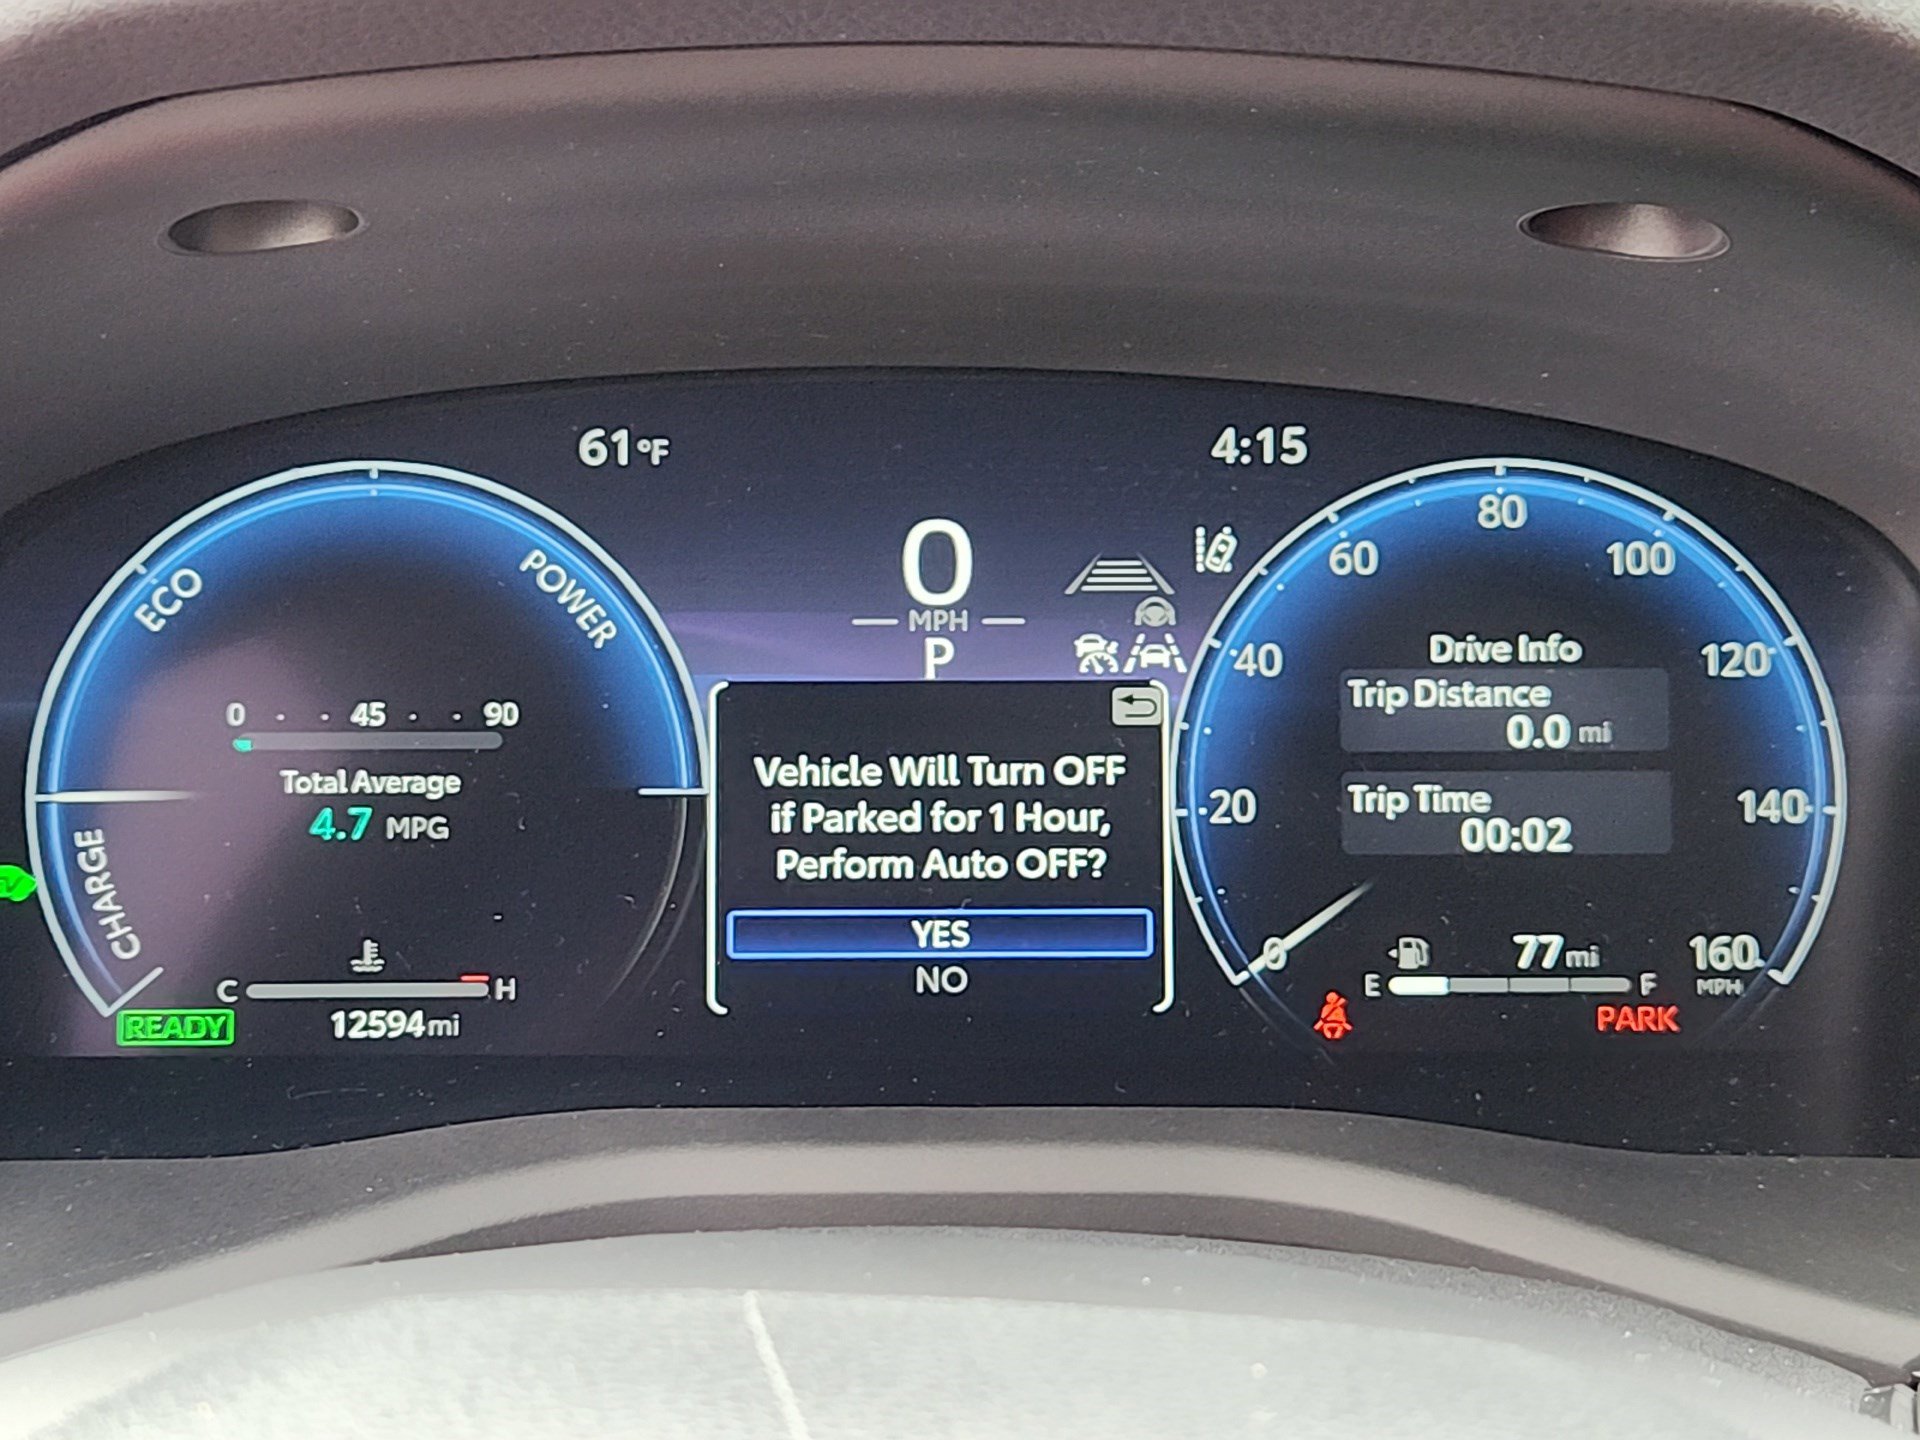 61°F
4:15
ECO
POWER
CHARGE
0 45 90
Total Average
4.7 MPG
C H
READY
12594 mi
0
MPH
P
Vehicle Will Turn OFF
if Parked for 1 Hour,
Perform Auto OFF?
YES
NO
0
20
40
60
80
100
120
140
160
MPH
Drive Info
Trip Distance
0.0 mi
Trip Time
00:02
77 mi
E F
PARK